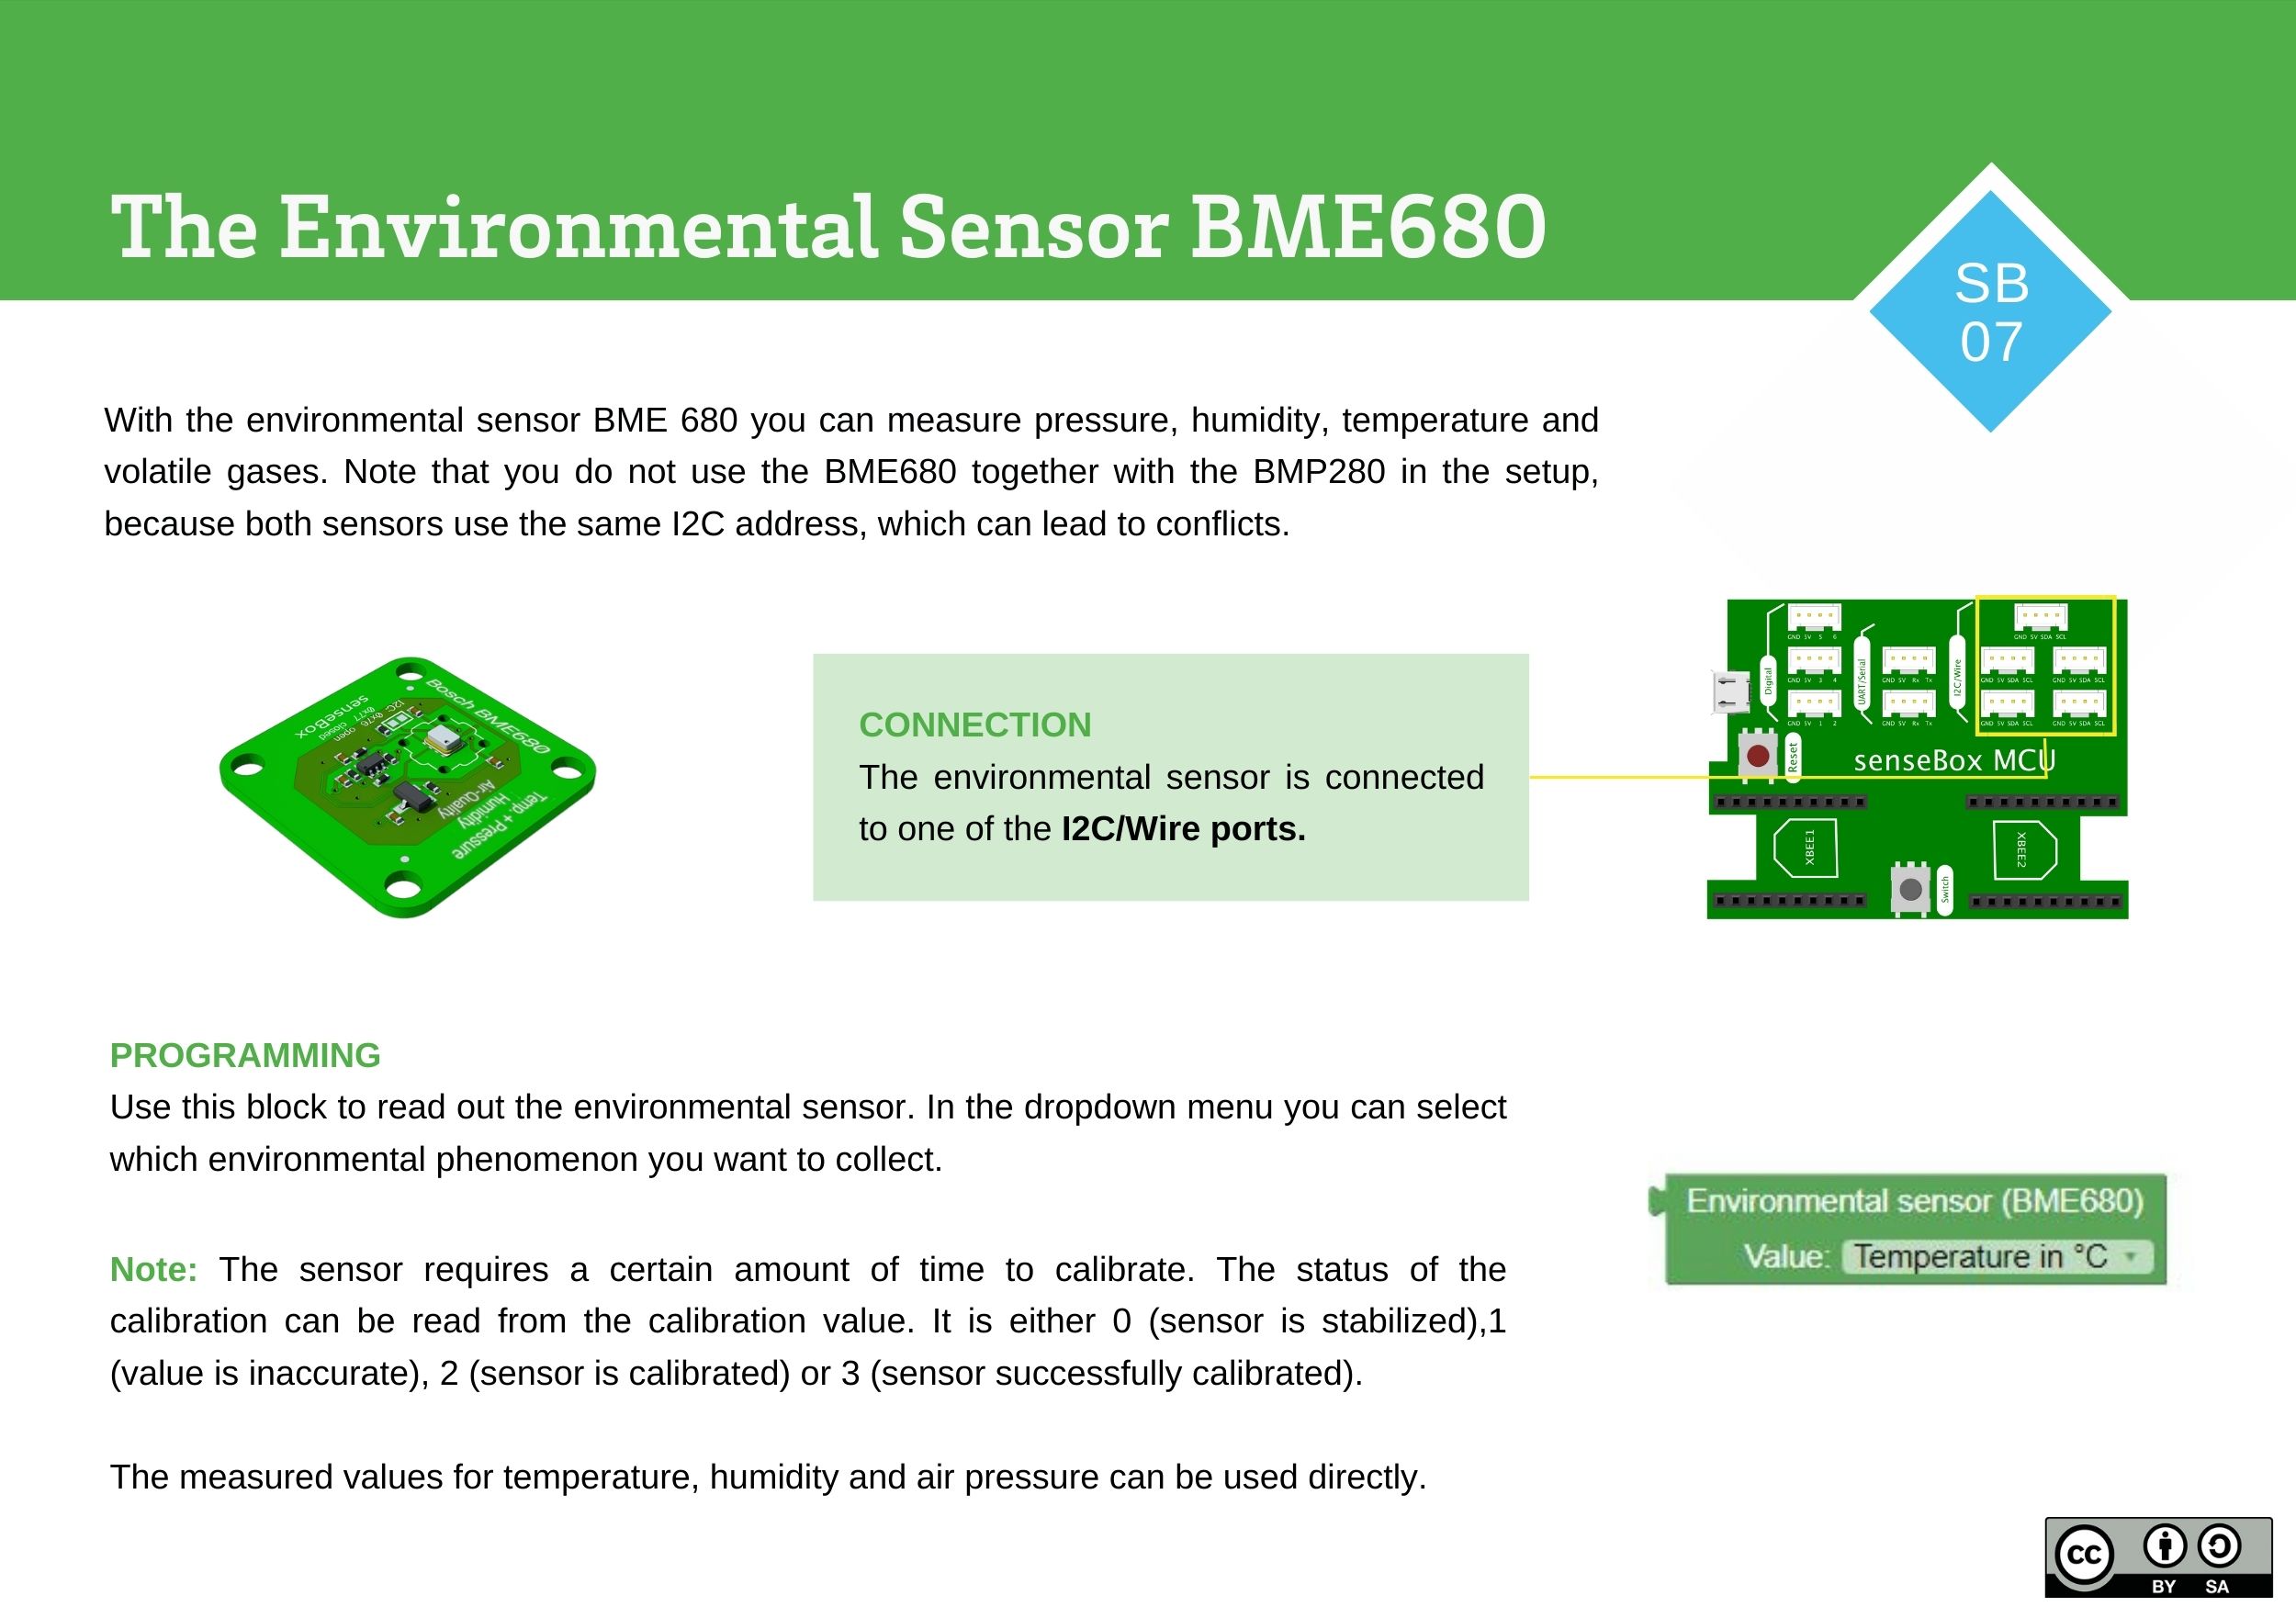 The Environmental Sensor BME680
SB
07
With the environmental sensor BME 680 you can measure pressure, humidity, temperature and
volatile gases. Note that you do not use the BME680 together with the BMP280 in the setup,
because both sensors use the same I2C address, which can lead to conflicts.
Bosch BME680
senseBox
I2C
0x76 open
0x77 closed
Temp. + Pressure
Humidity
Air-Quality
CONNECTION
The environmental sensor is connected
to one of the I2C/Wire ports.
GND 5V 5 6
GND 5V SDA SCL
Digital
UART/Serial
I2C/Wire
GND 5V 3 4
GND 5V Rx Tx
GND 5V SDA SCL
GND 5V SDA SCL
GND 5V 1 2
GND 5V Rx Tx
GND 5V SDA SCL
GND 5V SDA SCL
Reset
senseBox MCU
XBEE1
XBEE2
Switch
PROGRAMMING
Use this block to read out the environmental sensor. In the dropdown menu you can select
which environmental phenomenon you want to collect.
Environmental sensor (BME680)
Value: Temperature in °C
Note: The sensor requires a certain amount of time to calibrate. The status of the
calibration can be read from the calibration value. It is either 0 (sensor is stabilized),1
(value is inaccurate), 2 (sensor is calibrated) or 3 (sensor successfully calibrated).
The measured values for temperature, humidity and air pressure can be used directly.
CC
BY SA